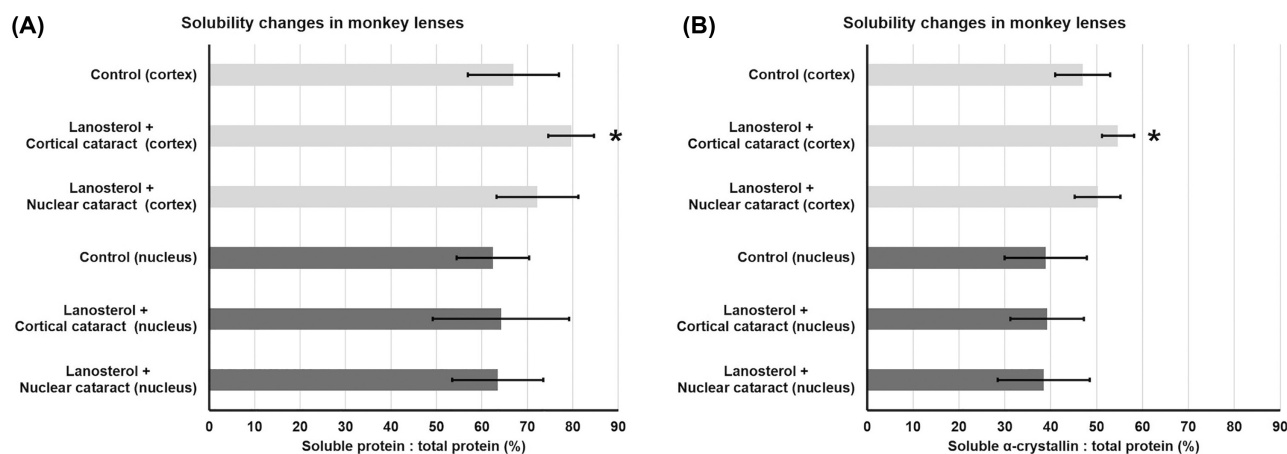 (A)
Solubility changes in monkey lenses
Control (cortex)
Lanosterol +
Cortical cataract (cortex)
*
Lanosterol +
Nuclear cataract (cortex)
Control (nucleus)
Lanosterol +
Cortical cataract (nucleus)
Lanosterol +
Nuclear cataract (nucleus)
0 10 20 30 40 50 60 70 80 90
Soluble protein : total protein (%)
(B)
Solubility changes in monkey lenses
Control (cortex)
Lanosterol +
Cortical cataract (cortex)
*
Lanosterol +
Nuclear cataract (cortex)
Control (nucleus)
Lanosterol +
Cortical cataract (nucleus)
Lanosterol +
Nuclear cataract (nucleus)
0 10 20 30 40 50 60 70 80 90
Soluble α-crystallin : total protein (%)